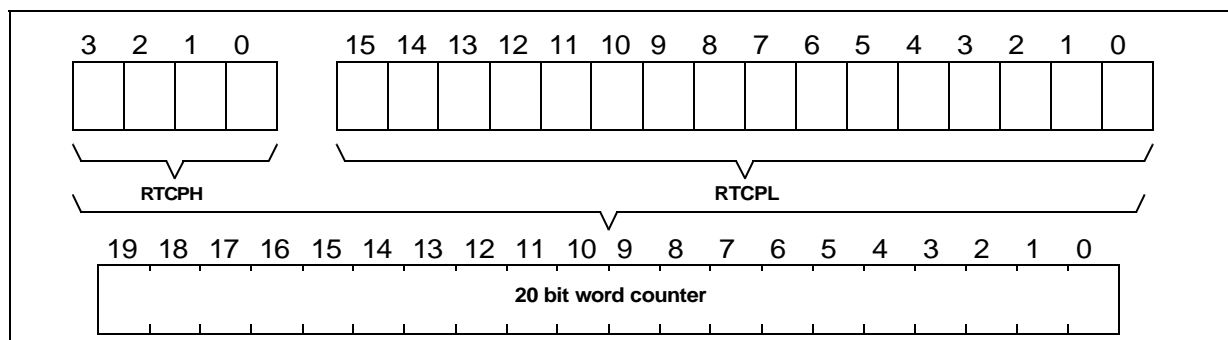 3 2 1 0 15 14 13 12 11 10 9 8 7 6 5 4 3 2 1 0
RTCPH RTCPL
19 18 17 16 15 14 13 12 11 10 9 8 7 6 5 4 3 2 1 0
20 bit word counter